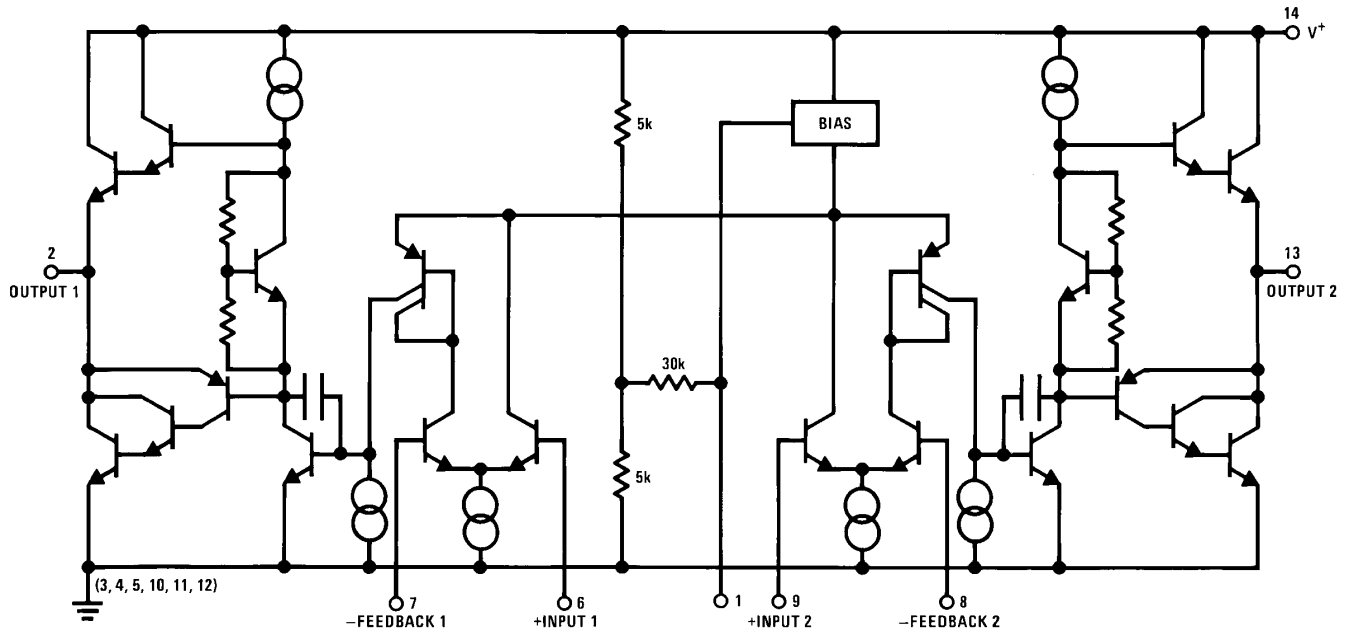 14
V+
5k
BIAS
2
OUTPUT 1
13
OUTPUT 2
30k
5k
(3, 4, 5, 10, 11, 12)
7
–FEEDBACK 1
6
+INPUT 1
1
9
+INPUT 2
8
–FEEDBACK 2